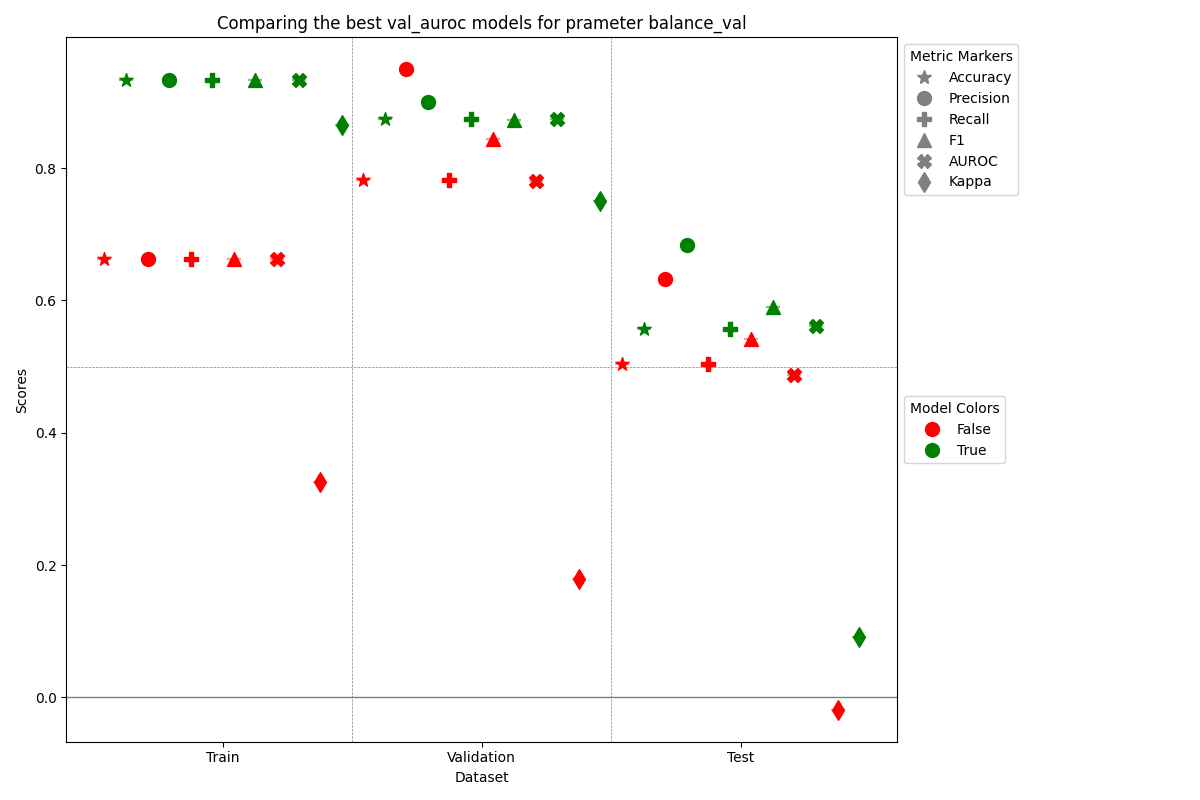 Comparing the best val_auroc models for prameter balance_val
Metric Markers
Accuracy
Precision
Recall
F1
AUROC
Kappa
Model Colors
False
True
Scores
0.8
0.6
0.4
0.2
0.0
Train
Validation
Test
Dataset